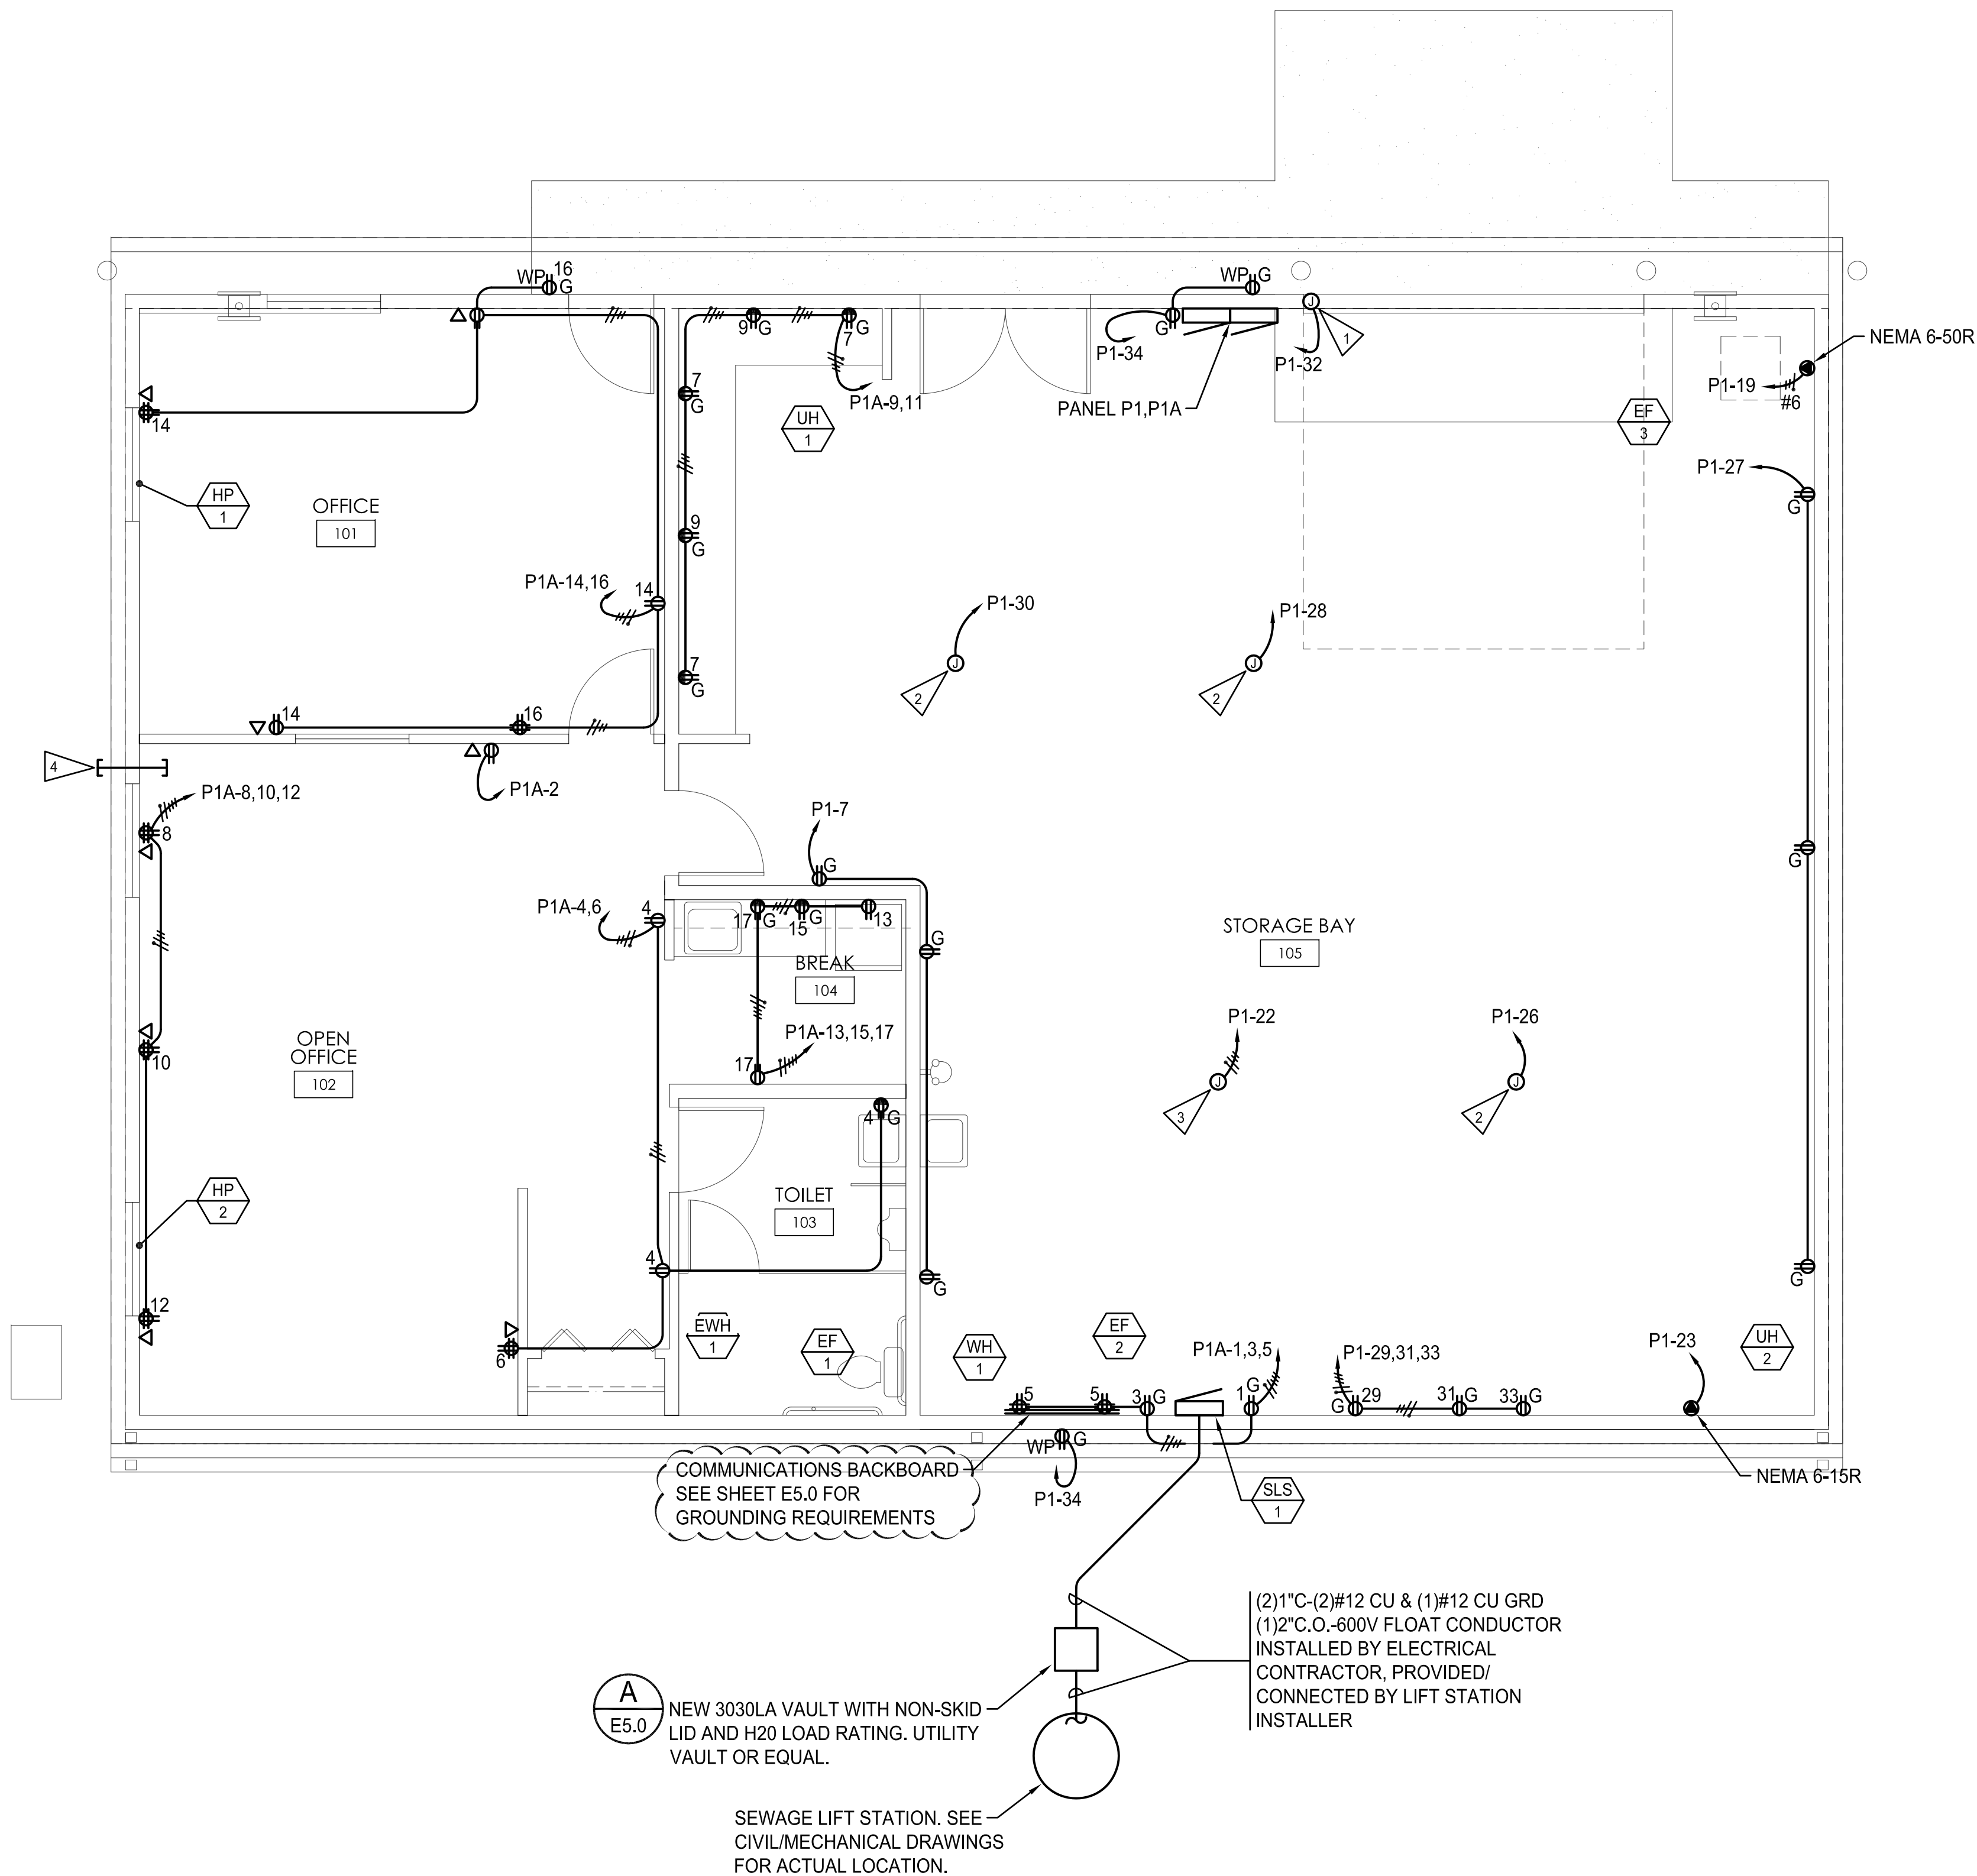 WP
16
G
WP
G
9
G
G
7
G
J
1
P1-34
P1-32
NEMA 6-50R
P1-19
#6
PANEL P1,P1A
P1A-9,11
7
G
14
UH
1
EF
3
P1-27
G
HP
1
OFFICE
101
9
G
P1A-14,16
14
P1-30
J
2
P1-28
J
2
7
G
14
16
4
P1A-2
P1A-8,10,12
8
P1-7
G
G
P1A-4,6
4
17
G
15
G
13
G
STORAGE BAY
105
BREAK
104
P1-22
J
3
P1-26
J
2
P1A-13,15,17
17
OPEN
OFFICE
102
10
4
G
HP
2
TOILET
103
4
G
G
12
6
EWH
1
EF
1
WH
1
EF
2
P1A-1,3,5
P1-29,31,33
P1-23
UH
2
5
5
3
G
1
G
G
29
31
G
33
G
WP
G
P1-34
COMMUNICATIONS BACKBOARD
SEE SHEET E5.0 FOR
GROUNDING REQUIREMENTS
SLS
1
NEMA 6-15R
(2)1"C-(2)#12 CU & (1)#12 CU GRD
(1)2"C.O.-600V FLOAT CONDUCTOR
INSTALLED BY ELECTRICAL
CONTRACTOR, PROVIDED/
CONNECTED BY LIFT STATION
INSTALLER
A
E5.0
NEW 3030LA VAULT WITH NON-SKID
LID AND H20 LOAD RATING. UTILITY
VAULT OR EQUAL.
SEWAGE LIFT STATION. SEE
CIVIL/MECHANICAL DRAWINGS
FOR ACTUAL LOCATION.